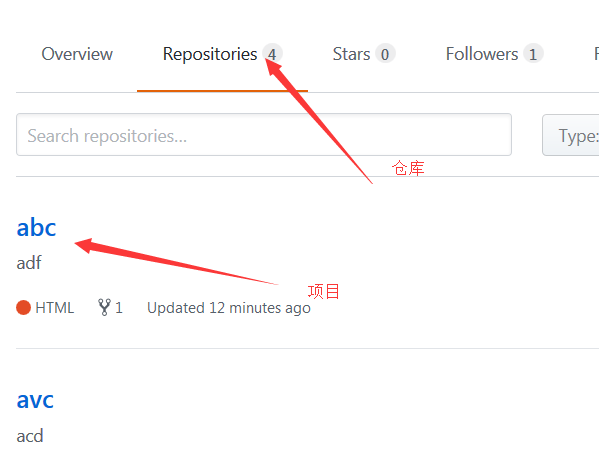 Overview Repositories 4 Stars 0 Followers 1 F
Search repositories... Type:
仓库
abc
adf
项目
HTML 1 Updated 12 minutes ago
avc
acd